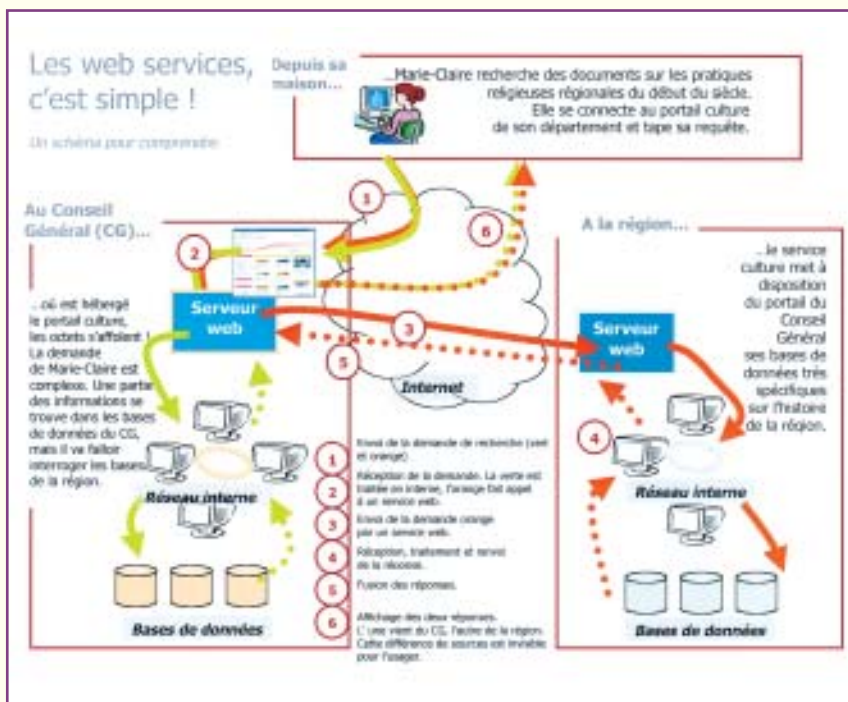 Les web services,
c'est simple !
Un schéma pour comprendre
Depuis sa
maison...
...Marie-Claire recherche des documents sur les pratiques
religieuses régionales du début du siècle.
Elle se connecte au portail culture
de son département et tape sa requête.
Au Conseil
Général (CG)...
...où est hébergé
le portail culture,
les octets s'affolent !
La demande
de Marie-Claire est
complexe. Une partie
des informations se
trouve dans les bases
de données du CG,
mais il va falloir
interroger les bases
de la région.
1
2
Serveur
web
Réseau interne
Bases de données
6
3
5
Internet
A la région...
...le service
culture met à
disposition
du portail du
Conseil
Général
ses bases de
données très
spécifiques
sur l'histoire
de la région.
Serveur
web
4
Réseau interne
Bases de données
1
Envoi de la demande de recherche (vert
et orange)
2
Réception de la demande. La verte est
traitée en interne, l'orange fait appel
à un service web.
3
Envoi de la demande orange
par un service web.
4
Réception, traitement et renvoi
de la réponse.
5
Fusion des réponses.
6
Affichage des deux réponses.
L' une vient du CG, l'autre de la région.
Cette différence de sources est invisible
pour l'usager.